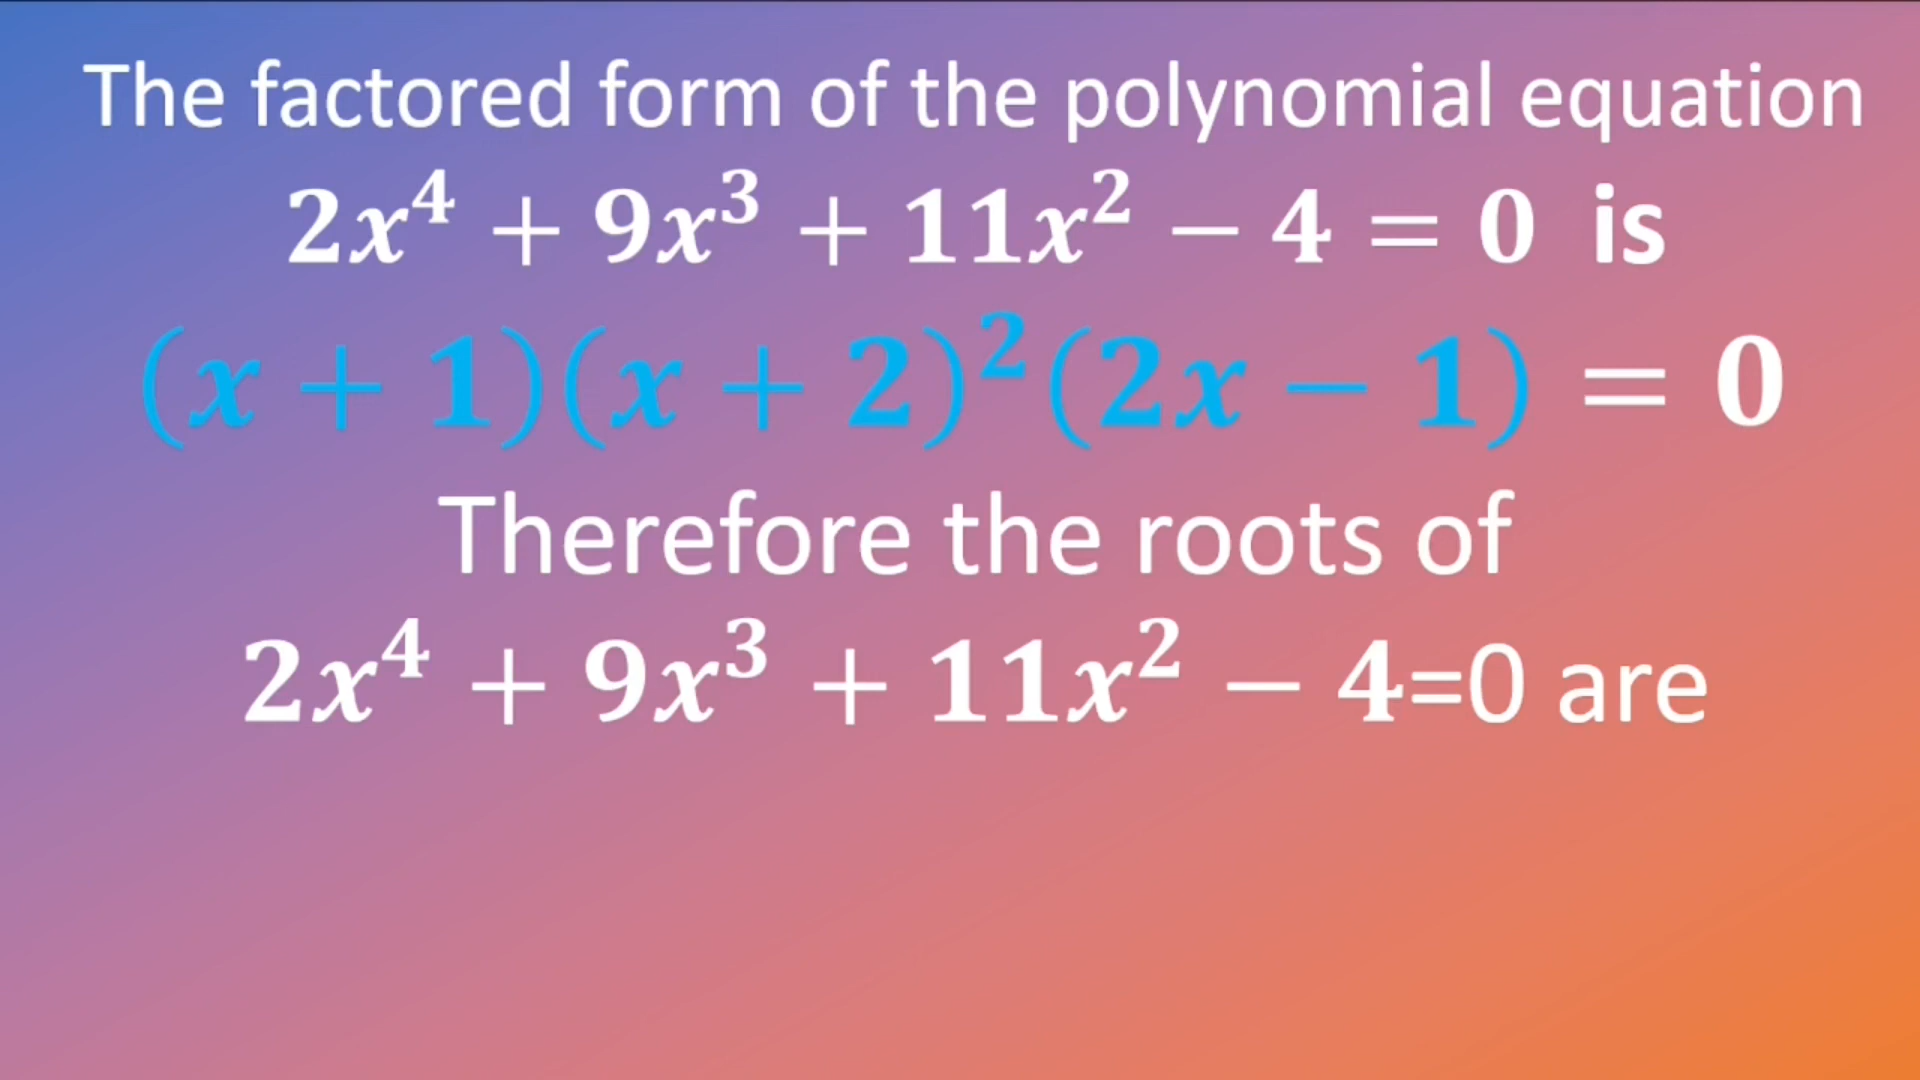 The factored form of the polynomial equation
2x⁴ + 9x³ + 11x² − 4 = 0 is
(x + 1)(x + 2)²(2x − 1) = 0
Therefore the roots of
2x⁴ + 9x³ + 11x² − 4=0 are